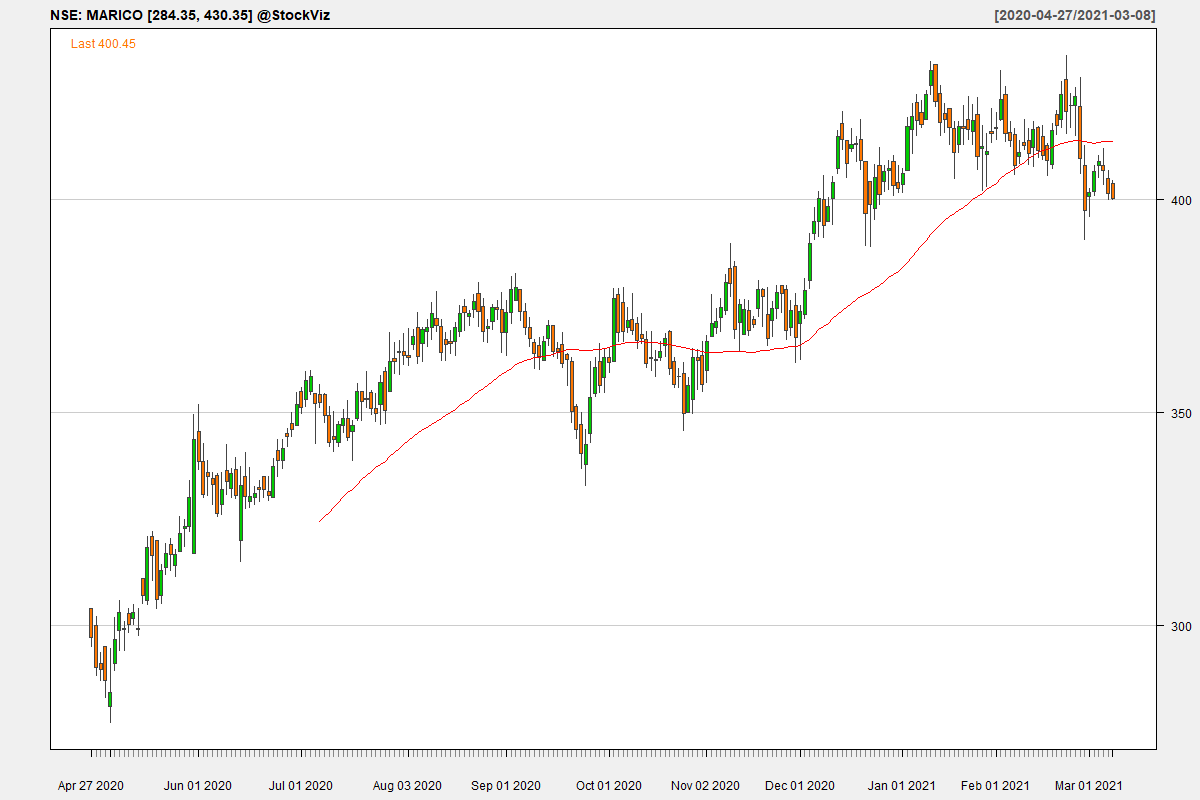 NSE: MARICO [284.35, 430.35] @StockViz
[2020-04-27/2021-03-08]
Last 400.45
400
350
300
Apr 27 2020
Jun 01 2020
Jul 01 2020
Aug 03 2020
Sep 01 2020
Oct 01 2020
Nov 02 2020
Dec 01 2020
Jan 01 2021
Feb 01 2021
Mar 01 2021